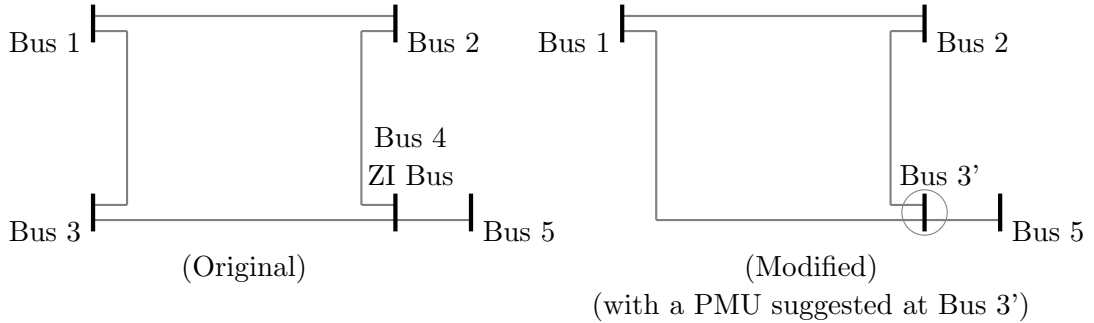 Bus 1
Bus 2
Bus 4
ZI Bus
Bus 3
Bus 5
(Original)
Bus 1
Bus 2
Bus 3'
Bus 5
(Modified)
(with a PMU suggested at Bus 3')